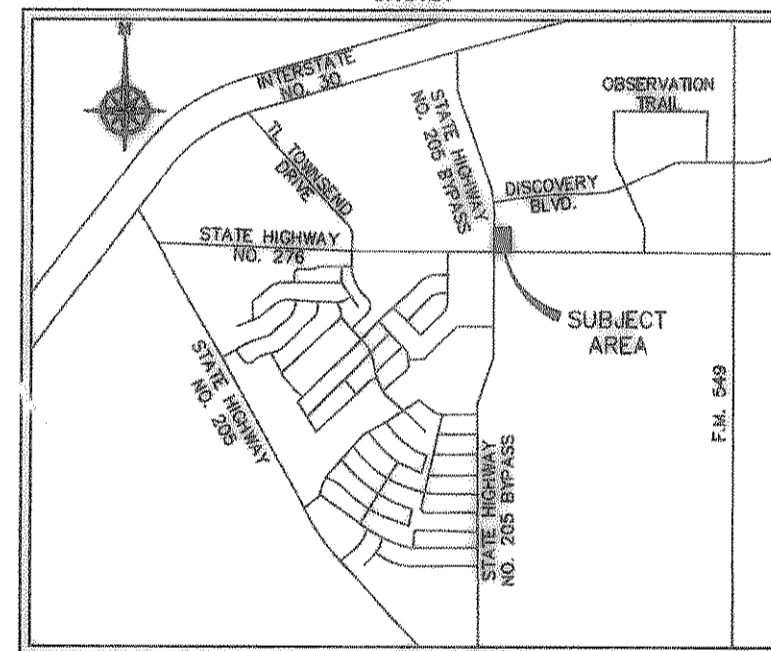 N
INTERSTATE
NO. 30
STATE HIGHWAY
NO. 205 BYPASS
OBSERVATION
TRAIL
TL TOWNSEND
DRIVE
DISCOVERY
BLVD.
STATE HIGHWAY
NO. 276
SUBJECT
AREA
STATE HIGHWAY
NO. 205
F.M. 549
STATE HIGHWAY
NO. 205 BYPASS